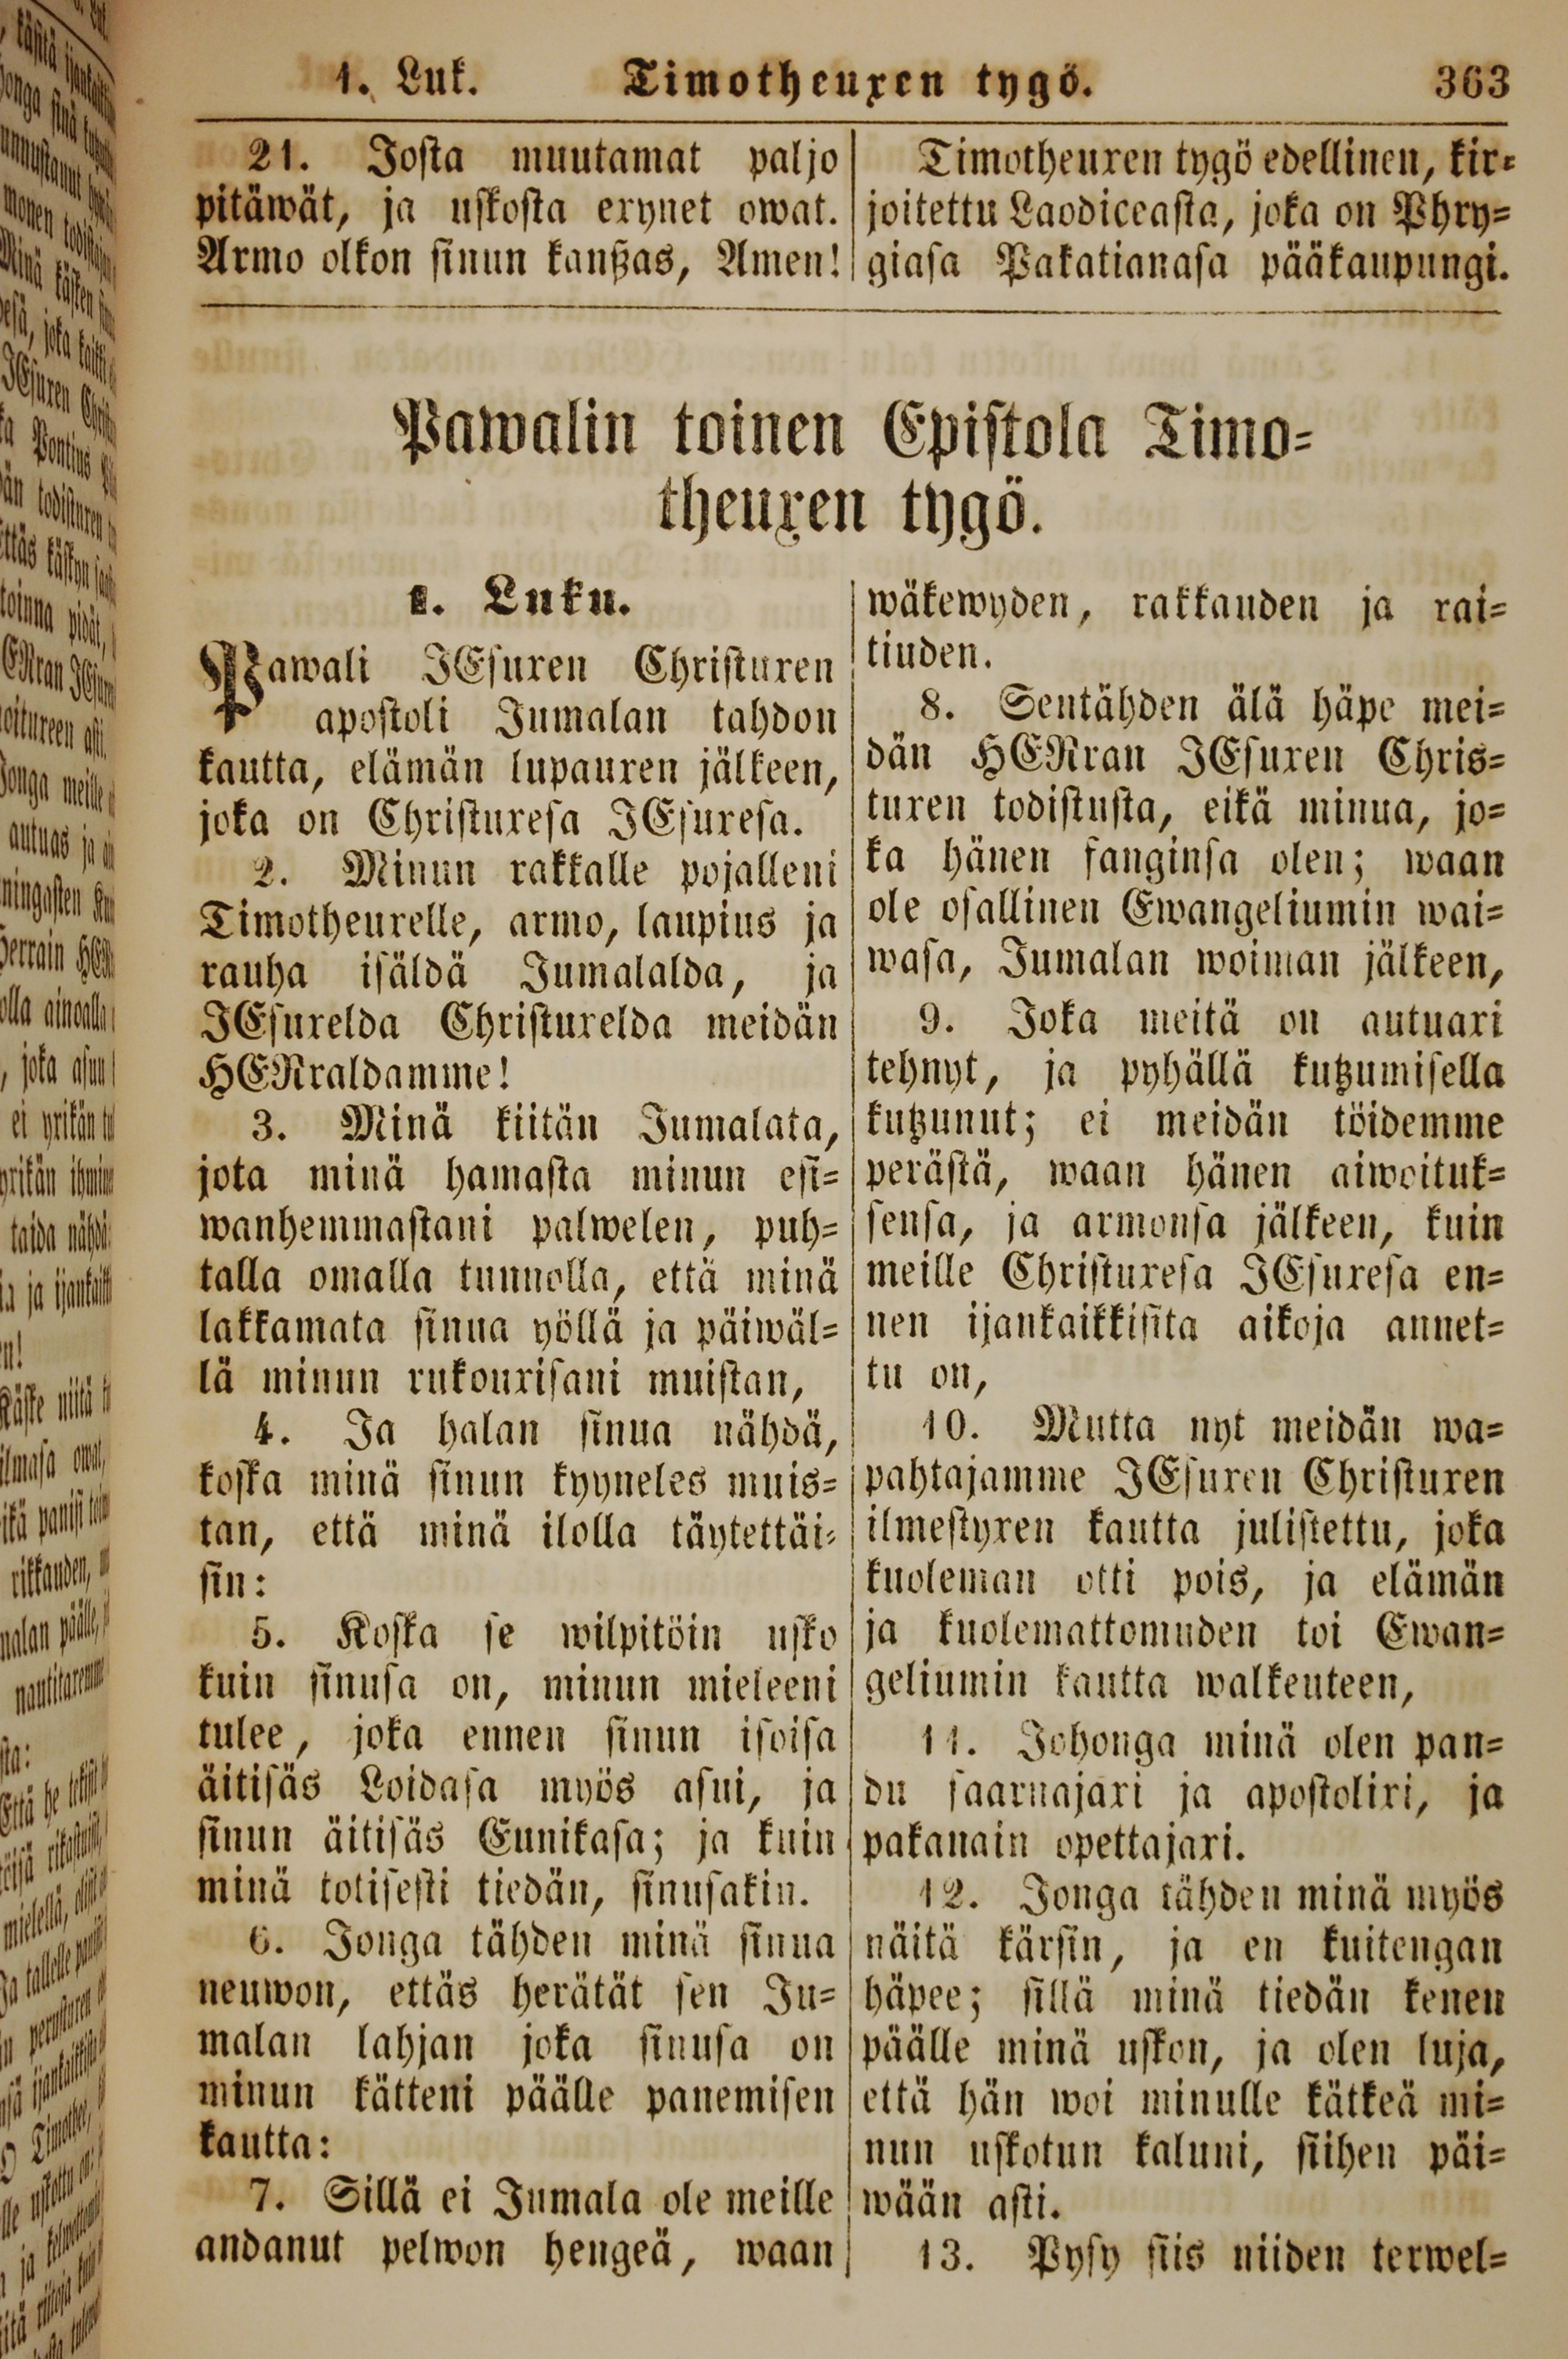 1. Luk. Timotheuxen tygö. 363
21. Josta muutamat paljo
pitäwät, ja uskosta erynet owat.
Armo olkon sinun kanßas, Amen!
Timotheuxen tygö edellinen, kir-
joitettu Laodiceasta, joka on Phry-
giasa Pakatianasa pääkaupungi.
Pawalin toinen Epistola Timo-
theuxen tygö.
1. Luku.
Pawali JEsuxen Christuxen
apostoli Jumalan tahdon
kautta, elämän lupauxen jälkeen,
joka on Christuxesa JEsuxesa.
2. Minun rakkalle pojalleni
Timotheuxelle, armo, laupius ja
rauha isäldä Jumalalda, ja
JEsuxelda Christuxelda meidän
HERraldamme!
3. Minä kiitän Jumalata,
jota minä hamasta minun esi-
wanhemmastani palwelen, puh-
talla omalla tunnolla, että minä
lakkamata sinua yöllä ja päiwäl-
lä minun rukouxisani muistan,
4. Ja halan sinua nähdä,
koska minä sinun kyyneles muis-
tan, että minä ilolla täytettäi-
sin:
5. Koska se wilpitöin usko
kuin sinusa on, minun mieleeni
tulee, joka ennen sinun isoisa
äitisäs Loidasa myös asui, ja
sinun äitisäs Eunikasa; ja kuin
minä totisesti tiedän, sinusakin.
6. Jonga tähden minä sinua
neuwon, ettäs herätät sen Ju-
malan lahjan joka sinusa on
minun kätteni päälle panemisen
kautta:
7. Sillä ei Jumala ole meille
andanut pelwon hengeä, waan
wäkewyden, rakkauden ja rai-
tiuden.
8. Sentähden älä häpe mei-
dän HERran JEsuxen Chris-
tuxen todistusta, eikä minua, jo-
ka hänen fanginsa olen; waan
ole osallinen Ewangeliumin wai-
wasa, Jumalan woiman jälkeen,
9. Joka meitä on autuaxi
tehnyt, ja pyhällä kutzumisella
kutzunut; ei meidän töidemme
perästä, waan hänen aiwoituk-
sensa, ja armonsa jälkeen, kuin
meille Christuxesa JEsuxesa en-
nen ijankaikkisita aikoja annet-
tu on,
10. Mutta nyt meidän wa-
pahtajamme JEsuxen Christuxen
ilmestyxen kautta julistettu, joka
kuoleman otti pois, ja elämän
ja kuolemattomuden toi Ewan-
geliumin kautta walkeuteen,
11. Johonga minä olen pan-
du saarnajaxi ja apostolixi, ja
pakanain opettajaxi.
12. Jonga tähden minä myös
näitä kärsin, ja en kuitengan
häpee; sillä minä tiedän kenen
päälle minä uskon, ja olen luja,
että hän woi minulle kätkeä mi-
nun uskotun kaluni, siihen päi-
wään asti.
13. Pysy siis niiden terwel-